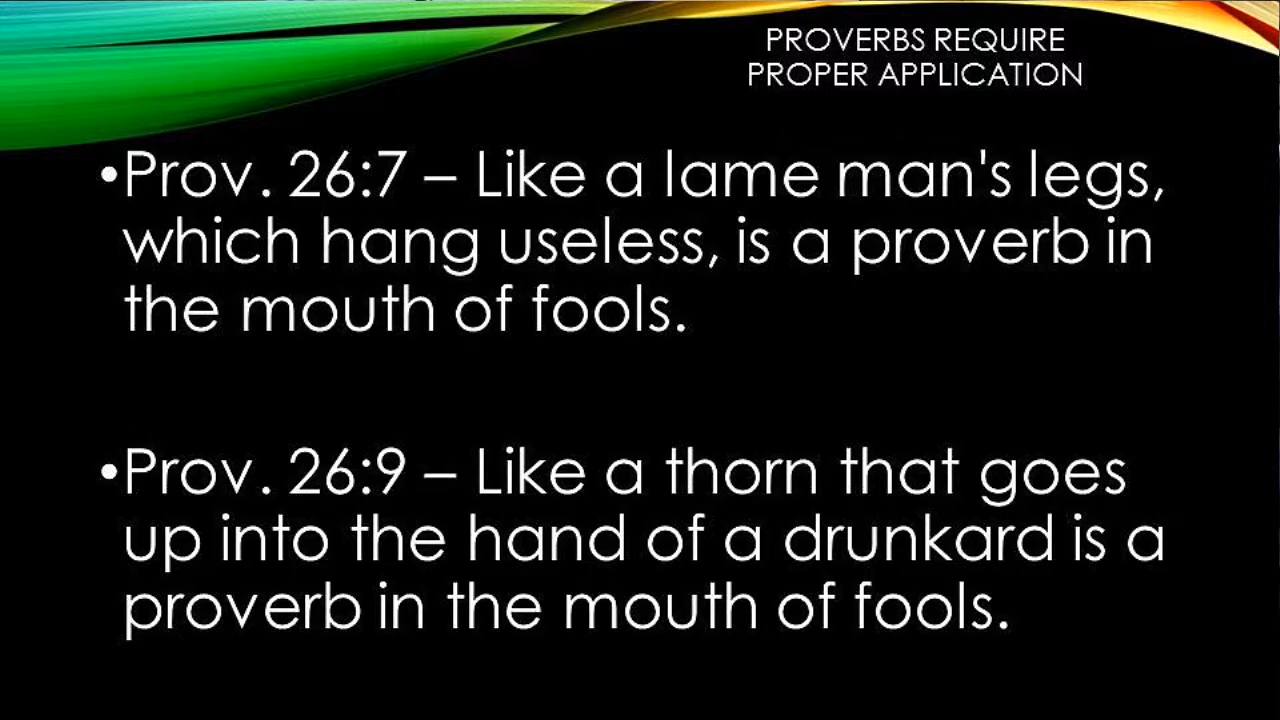 PROVERBS REQUIRE
PROPER APPLICATION
•Prov. 26:7 – Like a lame man's legs,
which hang useless, is a proverb in
the mouth of fools.
•Prov. 26:9 – Like a thorn that goes
up into the hand of a drunkard is a
proverb in the mouth of fools.